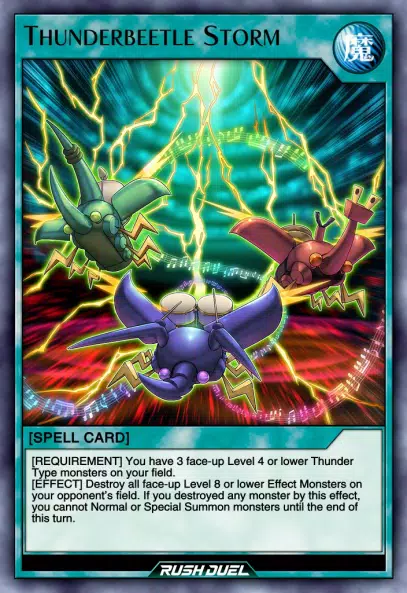 THUNDERBEETLE STORM
魔
[SPELL CARD]
[REQUIREMENT] You have 3 face-up Level 4 or lower Thunder
Type monsters on your field.
[EFFECT] Destroy all face-up Level 8 or lower Effect Monsters on
your opponent's field. If you destroyed any monster by this effect,
you cannot Normal or Special Summon monsters until the end of
this turn.
RUSH DUEL